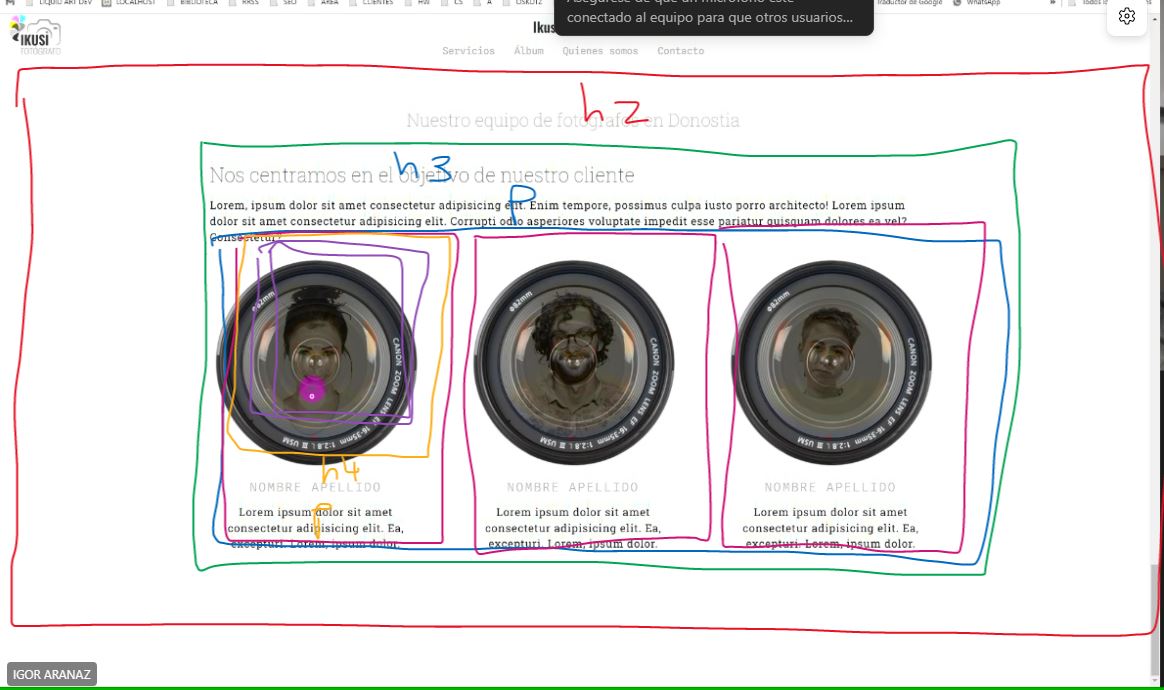 LIQUID ART DEV LOCALHOST BIBLIOTECA RRSS SEO AREA CLIENTES HW CS A DSK012 Traductor de Google WhatsApp » Todos los
Asegúrese de que un micrófono esté
conectado al equipo para que otros usuarios...
IKUSI
FOTÓGRAFO
Ikus
Servicios Álbum Quienes somos Contacto
h2
Nuestro equipo de fotógrafos en Donostia
h3
Nos centramos en el objetivo de nuestro cliente
P
Lorem, ipsum dolor sit amet consectetur adipisicing elit. Enim tempore, possimus culpa iusto porro architecto! Lorem ipsum
dolor sit amet consectetur adipisicing elit. Corrupti odio asperiores voluptate impedit esse pariatur quisquam dolores ea vel?
Consectetur?
Ø82mm Ø82mm Ø82mm
CANON ZOOM LENS EF 16-35mm 1:2.8 L III USM
CANON ZOOM LENS EF 16-35mm 1:2.8 L III USM
CANON ZOOM LENS EF 16-35mm 1:2.8 L III USM
h4
NOMBRE APELLIDO NOMBRE APELLIDO NOMBRE APELLIDO
P
Lorem ipsum dolor sit amet Lorem ipsum dolor sit amet Lorem ipsum dolor sit amet
consectetur adipisicing elit. Ea, consectetur adipisicing elit. Ea, consectetur adipisicing elit. Ea,
excepturi. Lorem, ipsum dolor. excepturi. Lorem, ipsum dolor. excepturi. Lorem, ipsum dolor.
IGOR ARANAZ